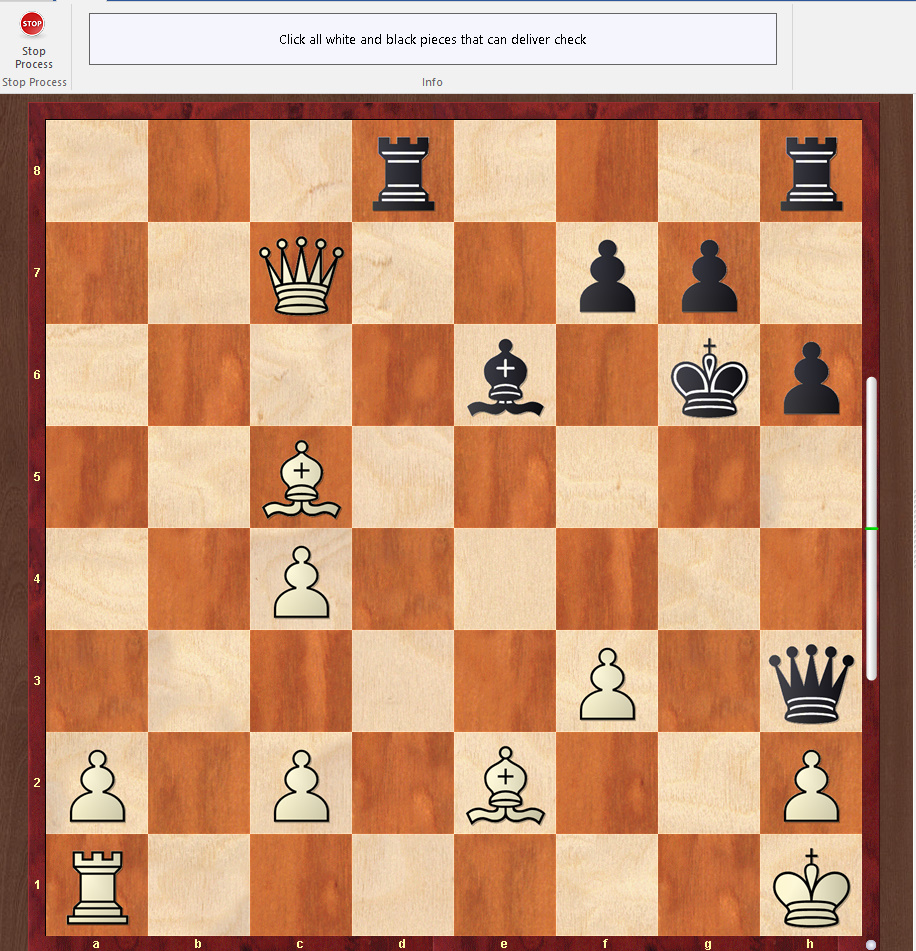 STOP
Click all white and black pieces that can deliver check
Stop
Process
Stop Process
Info
8
7
6
5
4
3
2
1
a b c d e f g h